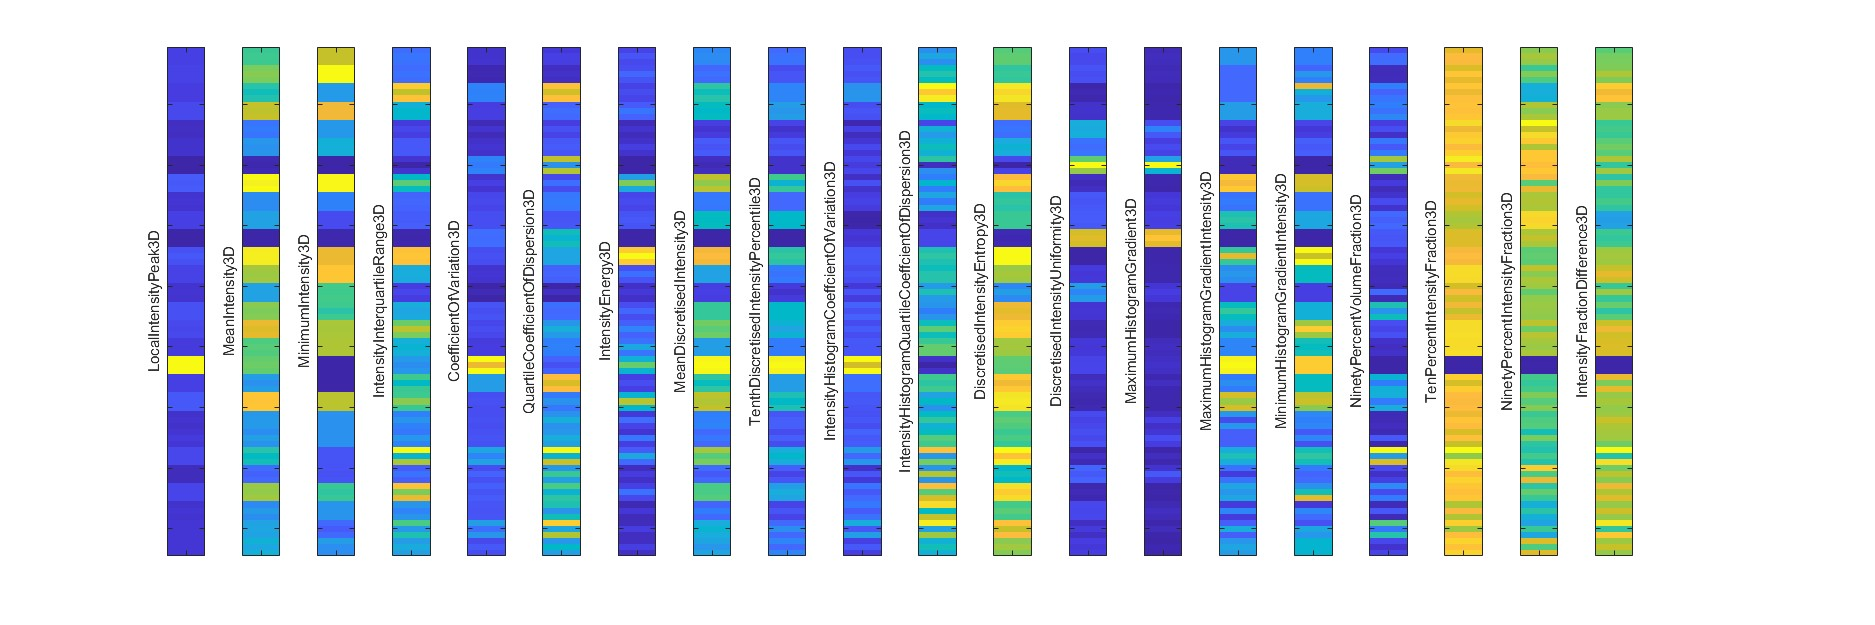 LocalIntensityPeak3D
MeanIntensity3D
MinimumIntensity3D
IntensityInterquartileRange3D
CoefficientOfVariation3D
QuartileCoefficientOfDispersion3D
IntensityEnergy3D
MeanDiscretisedIntensity3D
TenthDiscretisedIntensityPercentile3D
IntensityHistogramCoefficientOfVariation3D
IntensityHistogramQuartileCoefficientOfDispersion3D
DiscretisedIntensityEntropy3D
DiscretisedIntensityUniformity3D
MaximumHistogramGradient3D
MaximumHistogramGradientIntensity3D
MinimumHistogramGradientIntensity3D
NinetyPercentVolumeFraction3D
TenPercentIntensityFraction3D
NinetyPercentIntensityFraction3D
IntensityFractionDifference3D